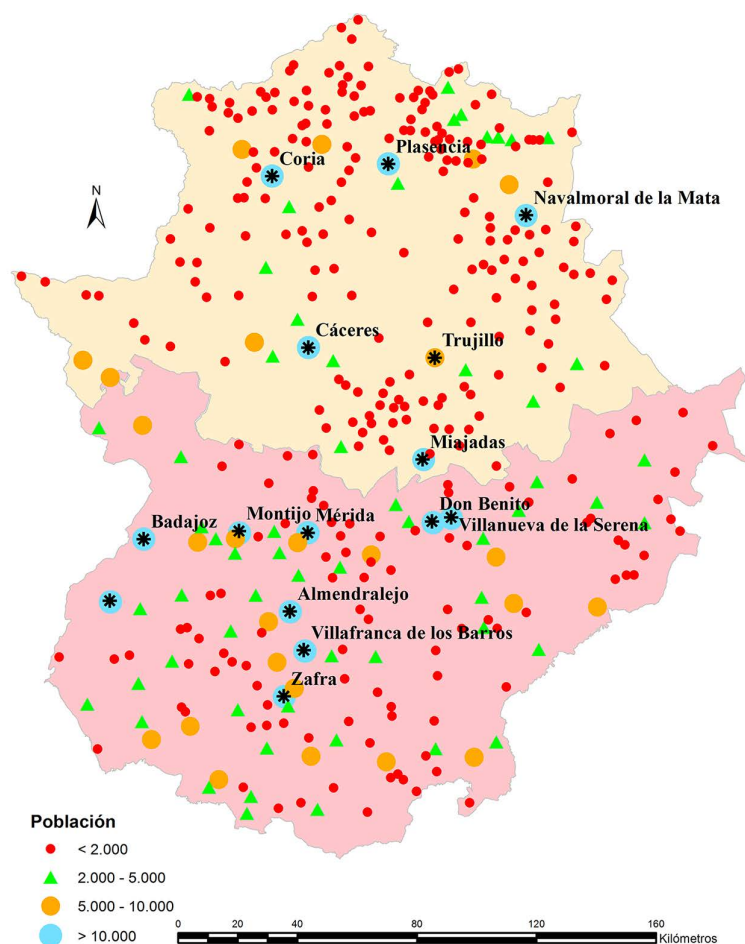 N
Plasencia
Coria
Navalmoral de la Mata
Cáceres
Trujillo
Miajadas
Don Benito
Badajoz
Montijo
Mérida
Villanueva de la Serena
Almendralejo
Villafranca de los Barros
Zafra
Población
< 2.000
2.000 - 5.000
5.000 - 10.000
> 10.000
0 20 40 80 120 160
Kilómetros